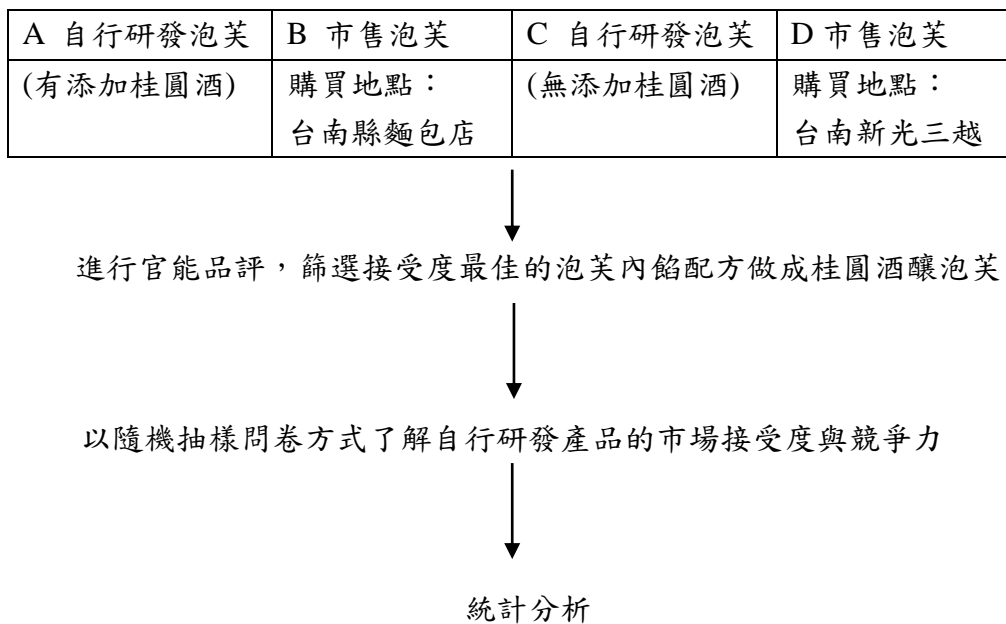 A 自行研發泡芙 B 市售泡芙 C 自行研發泡芙 D 市售泡芙
(有添加桂圓酒) 購買地點： (無添加桂圓酒) 購買地點：
台南縣麵包店 台南新光三越
進行官能品評，篩選接受度最佳的泡芙內餡配方做成桂圓酒釀泡芙
以隨機抽樣問卷方式了解自行研發產品的市場接受度與競爭力
統計分析